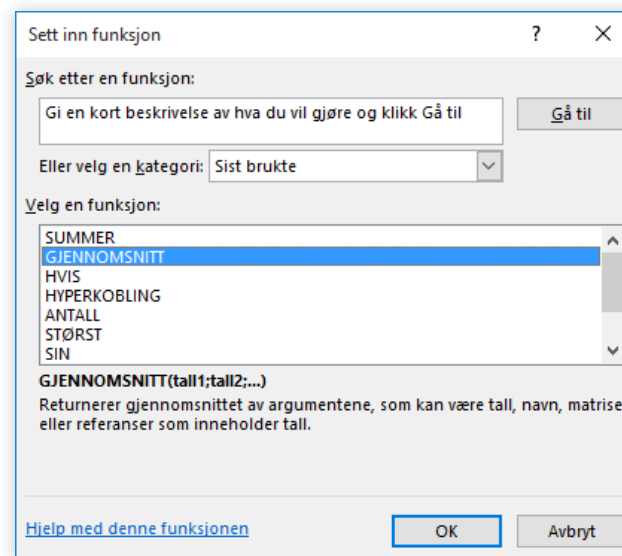 Sett inn funksjon ? ×
Søk etter en funksjon:
Gi en kort beskrivelse av hva du vil gjøre og klikk Gå til
Gå til
Eller velg en kategori: Sist brukte
Velg en funksjon:
SUMMER
GJENNOMSNITT
HVIS
HYPERKOBLING
ANTALL
STØRST
SIN
GJENNOMSNITT(tall1;tall2;...)
Returnerer gjennomsnittet av argumentene, som kan være tall, navn, matrise
eller referanser som inneholder tall.
Hjelp med denne funksjonen
OK
Avbryt